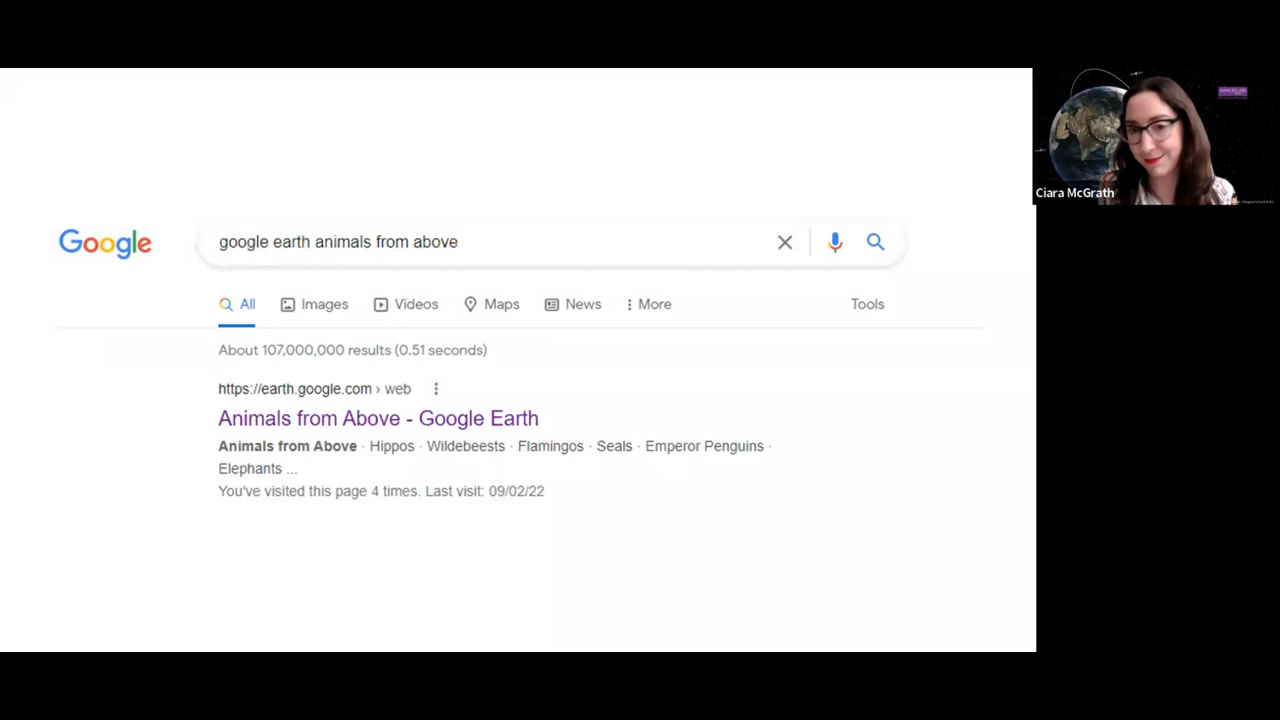 Google
google earth animals from above
All
Images
Videos
Maps
News
More
Tools
About 107,000,000 results (0.51 seconds)
https://earth.google.com › web
Animals from Above - Google Earth
Animals from Above · Hippos · Wildebeests · Flamingos · Seals · Emperor Penguins ·
Elephants ...
You've visited this page 4 times. Last visit: 09/02/22
Ciara McGrath